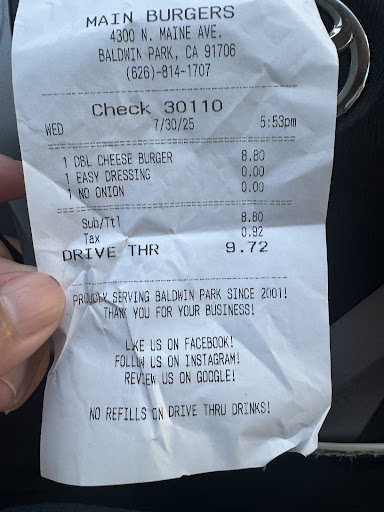 MAIN BURGERS
4300 N. MAINE AVE.
BALDWIN PARK, CA 91706
(626)-814-1707
Check 30110
WED 7/30/25 5:53pm
1 DBL CHEESE BURGER 8.80
1 EASY DRESSING 0.00
1 NO ONION 0.00
Sub/Ttl 8.80
Tax 0.92
DRIVE THR 9.72
PROUDLY SERVING BALDWIN PARK SINCE 2001!
THANK YOU FOR YOUR BUSINESS!
LIKE US ON FACEBOOK!
FOLLOW US ON INSTAGRAM!
REVIEW US ON GOOGLE!
NO REFILLS ON DRIVE THRU DRINKS!